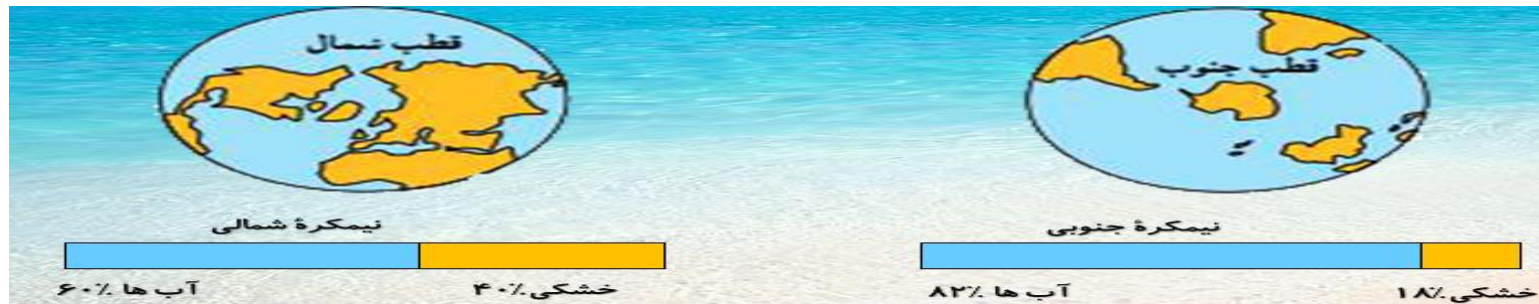 قطب شمال
قطب جنوب
نیمکرهٔ شمالی
نیمکرهٔ جنوبی
خشکی ۴۰٪
آب ها ۶۰٪
خشکی ۱۸٪
آب ها ۸۲٪